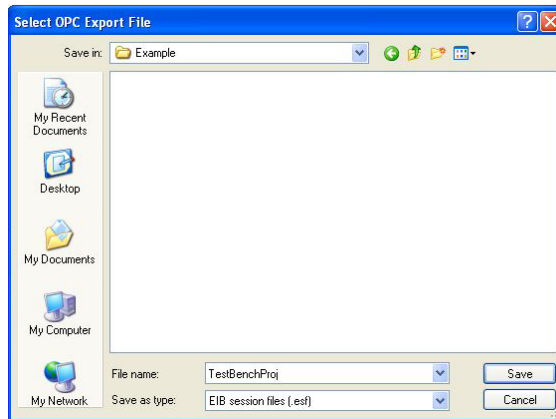 Select OPC Export File
Save in: Example
My Recent
Documents
Desktop
My Documents
My Computer
My Network
File name: TestBenchProj Save
Save as type: EIB session files (.esf) Cancel